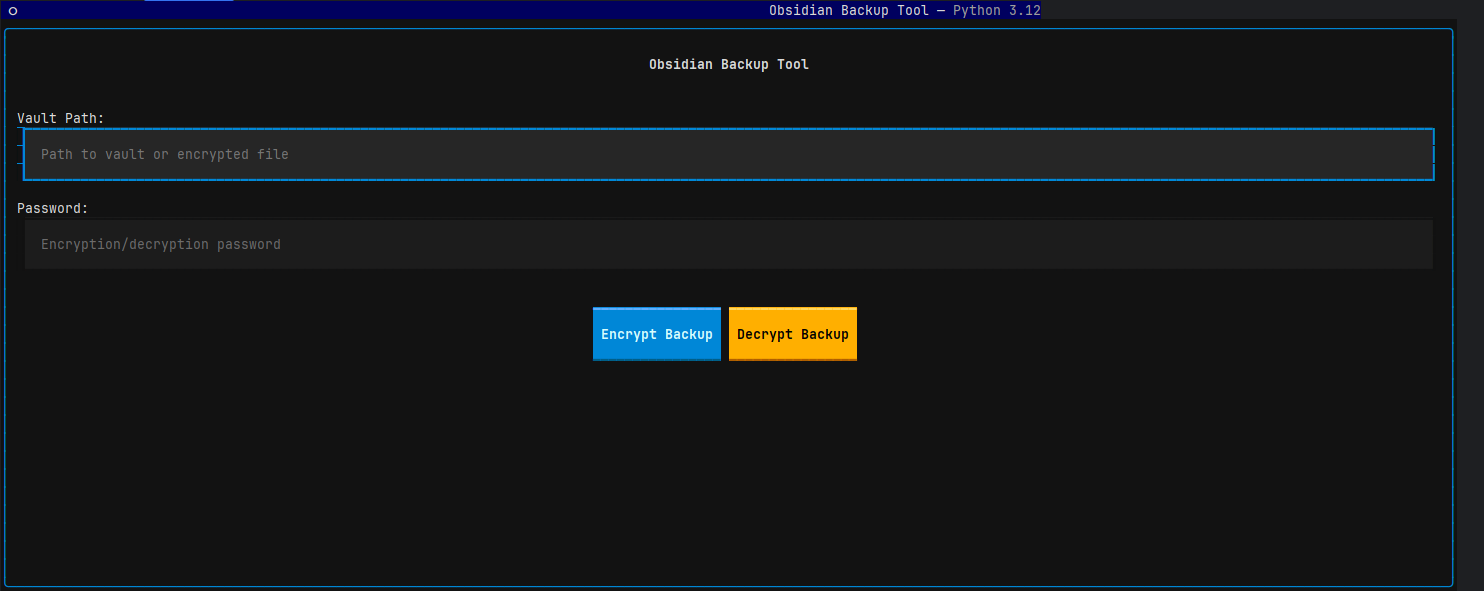 Obsidian Backup Tool — Python 3.12
Obsidian Backup Tool
Vault Path:
Path to vault or encrypted file
Password:
Encryption/decryption password
Encrypt Backup Decrypt Backup